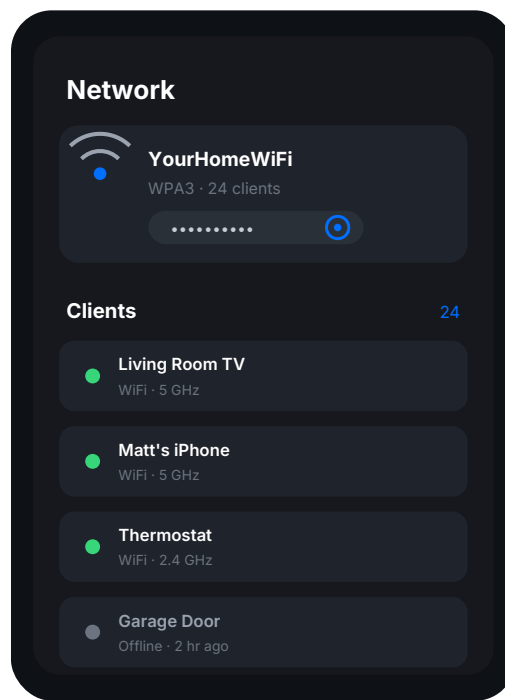 Network
YourHomeWiFi
WPA3 · 24 clients
••••••••••
Clients 24
Living Room TV
WiFi · 5 GHz
Matt's iPhone
WiFi · 5 GHz
Thermostat
WiFi · 2.4 GHz
Garage Door
Offline · 2 hr ago